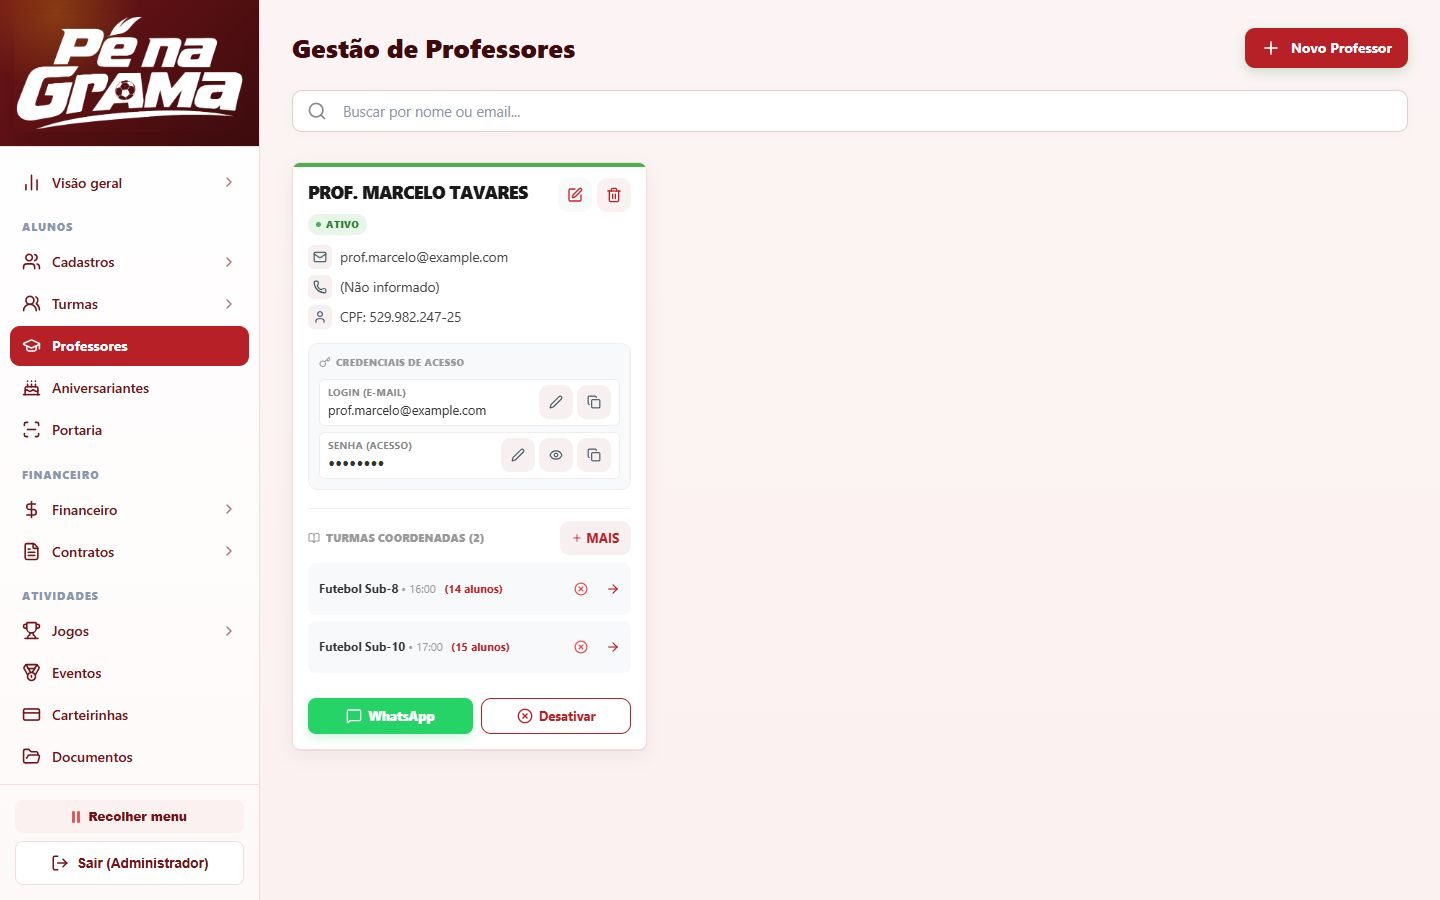 Pé na
GRAMA
Visão geral
ALUNOS
Cadastros
Turmas
Professores
Aniversariantes
Portaria
FINANCEIRO
Financeiro
Contratos
ATIVIDADES
Jogos
Eventos
Carteirinhas
Documentos
Recolher menu
Sair (Administrador)
Gestão de Professores
Novo Professor
Buscar por nome ou email...
PROF. MARCELO TAVARES
ATIVO
prof.marcelo@example.com
(Não informado)
CPF: 529.982.247-25
CREDENCIAIS DE ACESSO
LOGIN (E-MAIL)
prof.marcelo@example.com
SENHA (ACESSO)
••••••••
TURMAS COORDENADAS (2)
+ MAIS
Futebol Sub-8 • 16:00 (14 alunos)
Futebol Sub-10 • 17:00 (15 alunos)
WhatsApp
Desativar